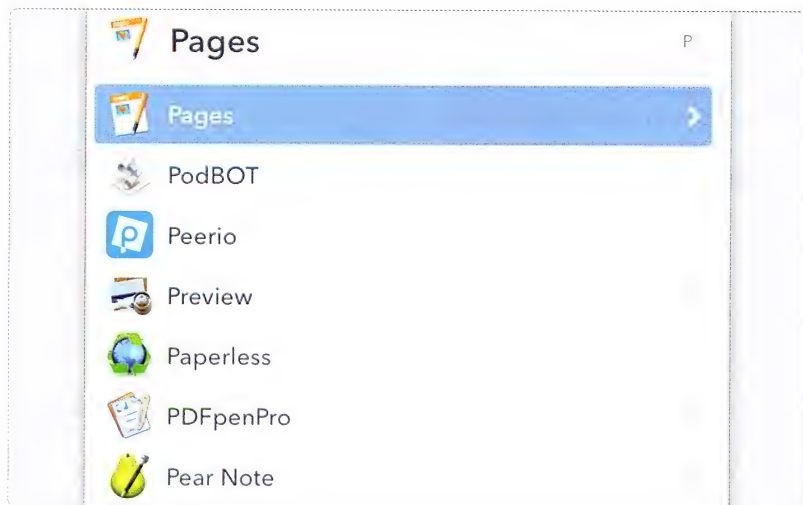 Pages P
Pages
PodBOT
Peerio
Preview
Paperless
PDFpenPro
Pear Note